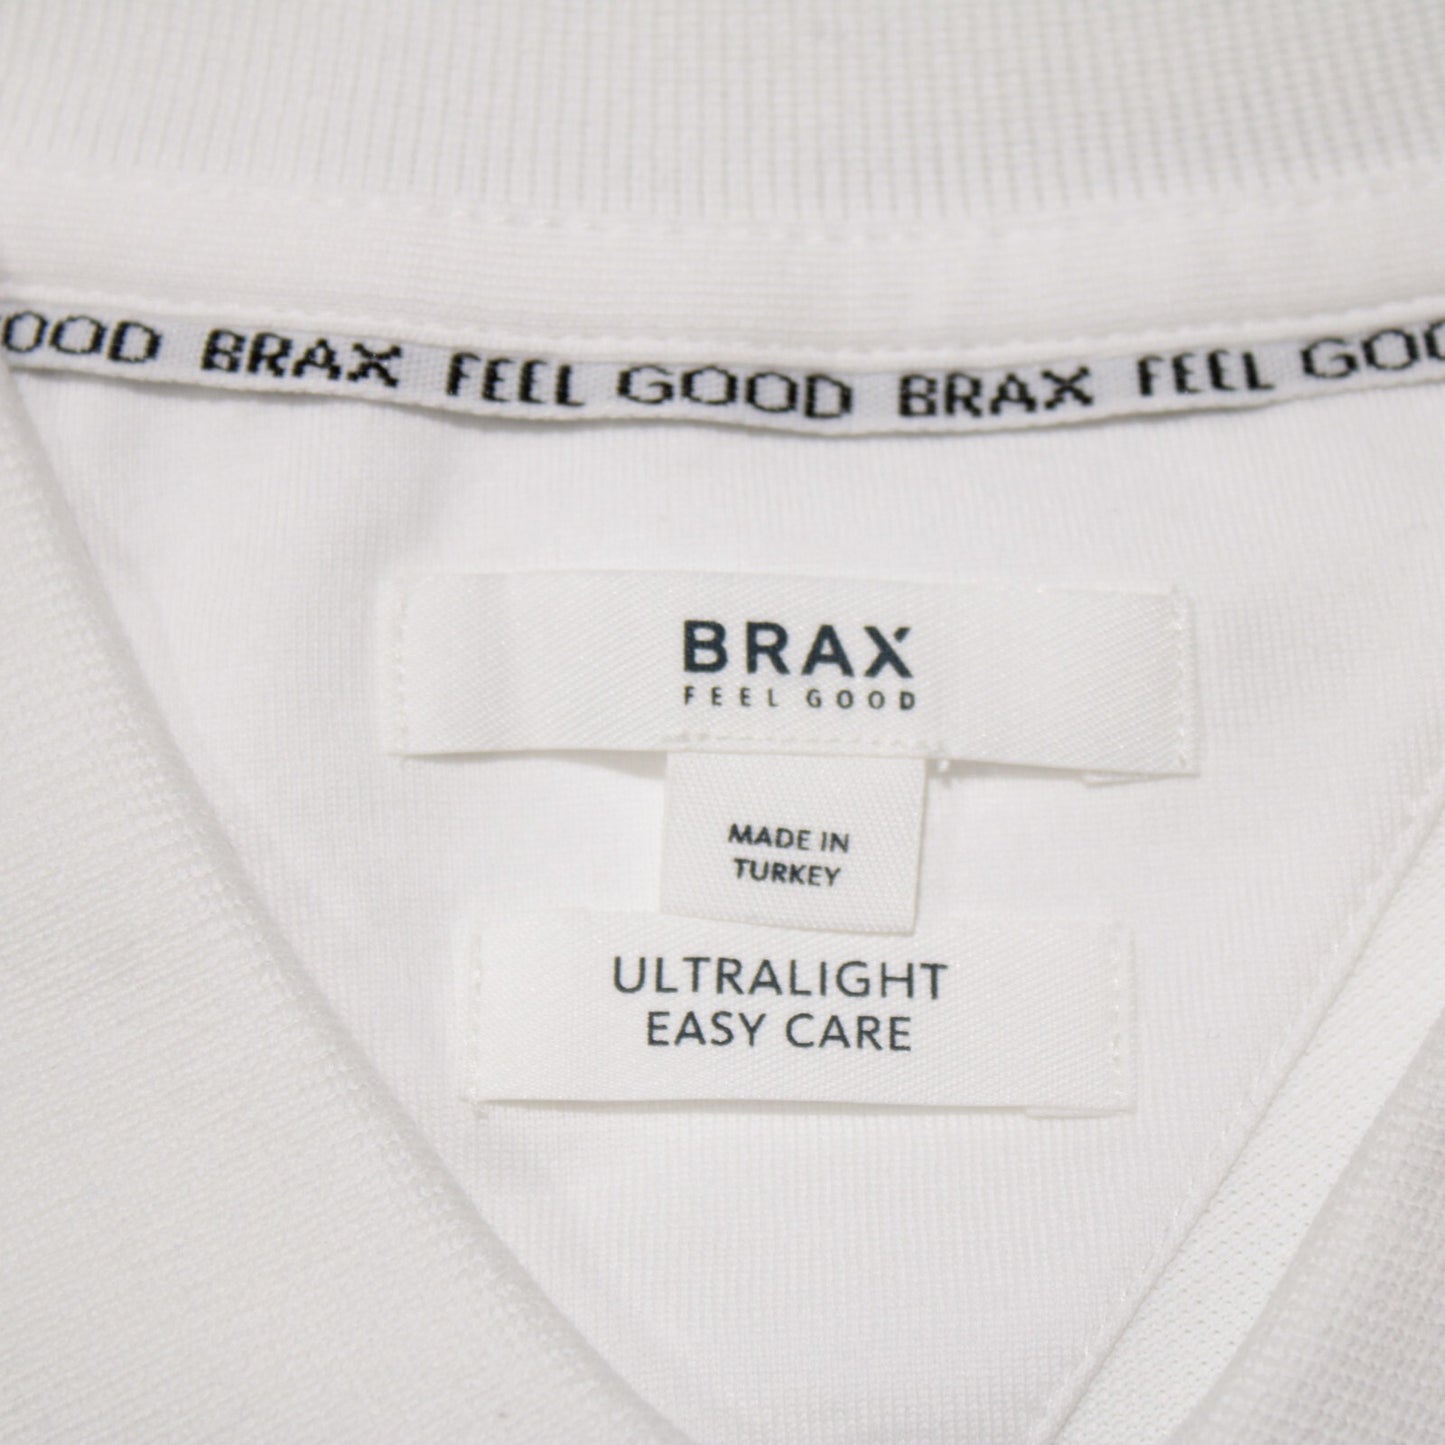 OOD BRAX FEEL GOOD BRAX FEEL GOO
BRAX
FEEL GOOD
MADE IN
TURKEY
ULTRALIGHT
EASY CARE